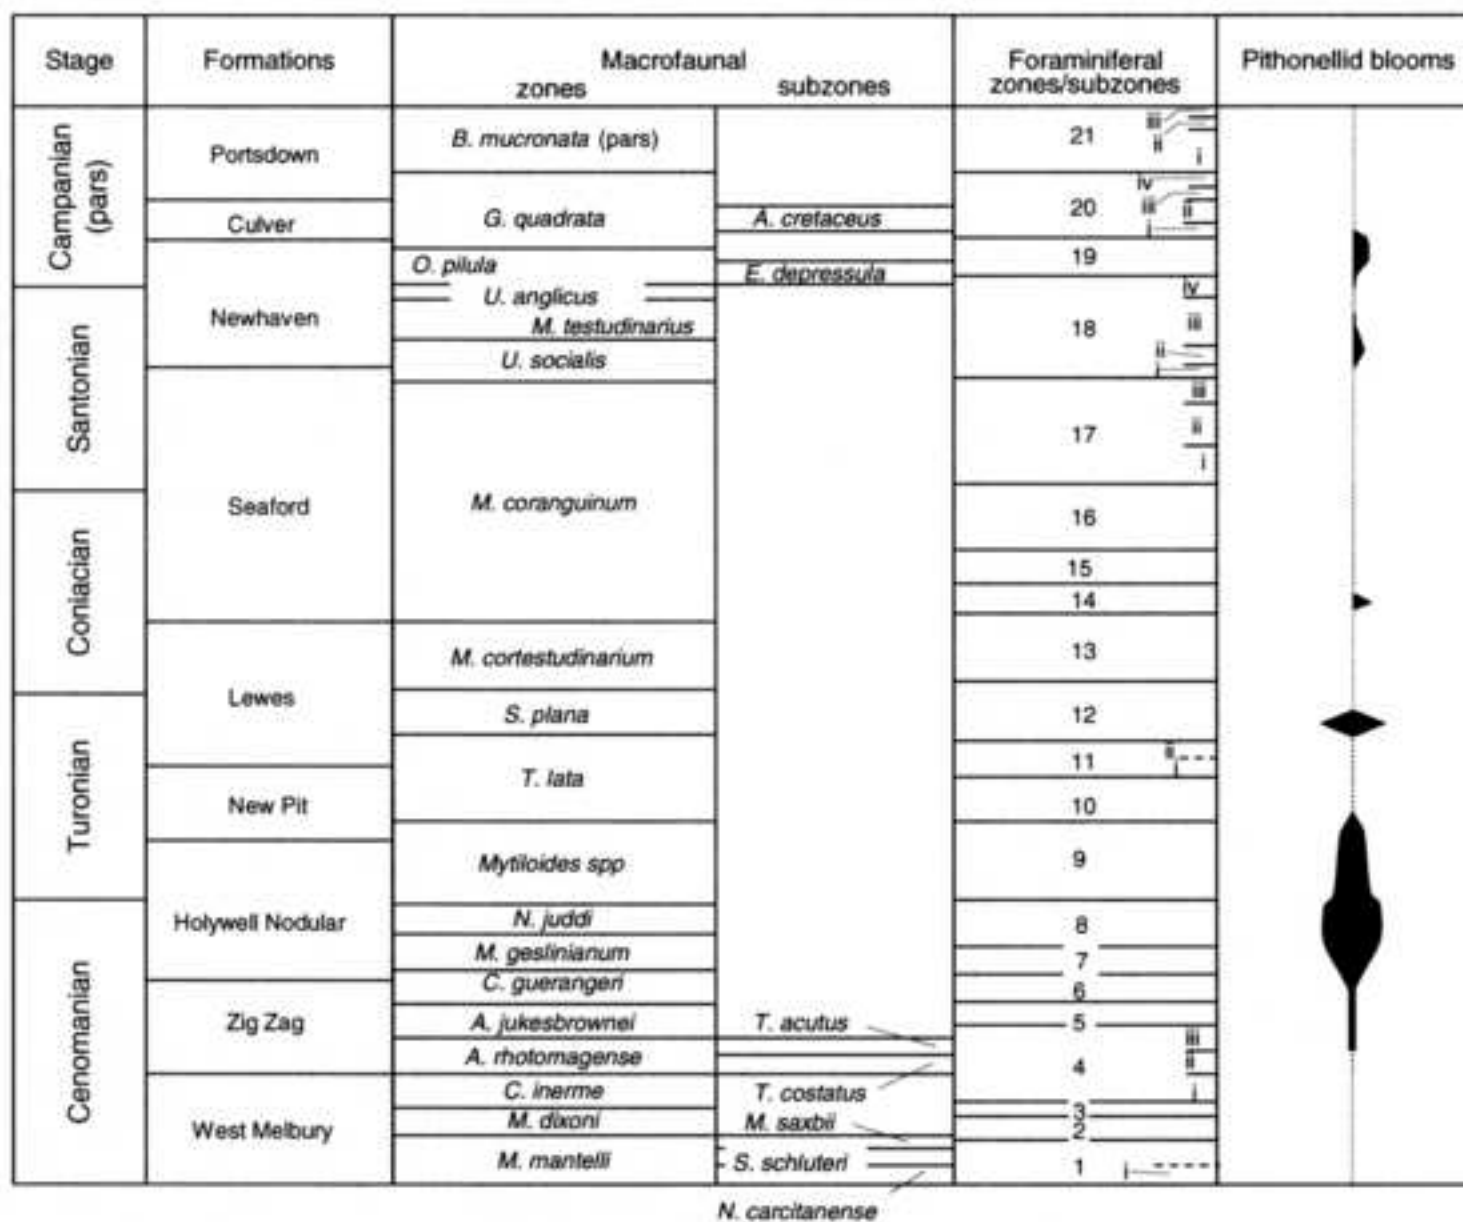 Stage Formations Macrofaunal Foraminiferal Pithonellid blooms
zones subzones zones/subzones
Campanian
(pars)
Santonian
Coniacian
Turonian
Cenomanian
Portsdown
Culver
Newhaven
Seaford
Lewes
New Pit
Holywell Nodular
Zig Zag
West Melbury
B. mucronata (pars)
G. quadrata
O. pilula
U. anglicus
M. testudinarius
U. socialis
M. coranguinum
M. cortestudinarium
S. plana
T. lata
Mytiloides spp
N. juddi
M. geslinianum
C. guerangeri
A. jukesbrownei
A. rhotomagense
C. inerme
M. dixoni
M. mantelli
A. cretaceus
E. depressula
T. acutus
T. costatus
M. saxbii
S. schluteri
N. carcitanense
21
iii
ii
i
20
iv
iii
ii
i
19
18
iv
iii
ii
i
17
iii
ii
i
16
15
14
13
12
11
ii
i
10
9
8
7
6
5
4
iii
ii
i
3
2
1
i